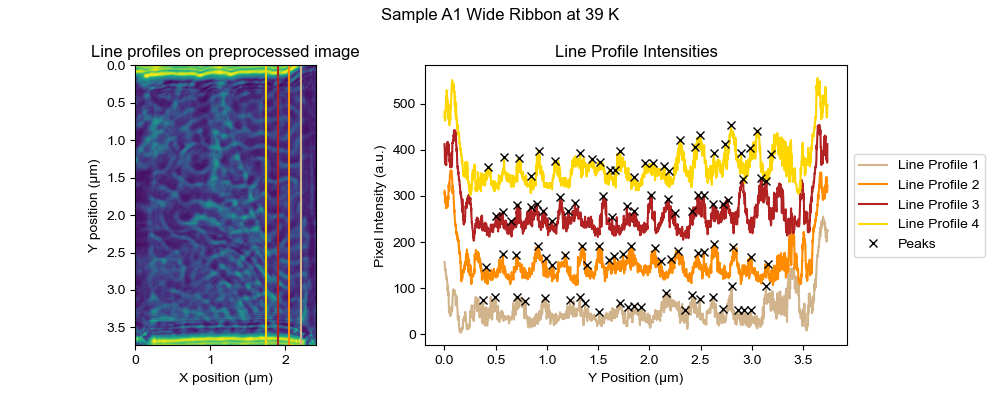 Sample A1 Wide Ribbon at 39 K
Line profiles on preprocessed image
0.0
0.5
1.0
1.5
2.0
2.5
3.0
3.5
Y position (μm)
0
1
2
X position (μm)
Line Profile Intensities
500
400
300
200
100
0
Pixel Intensity (a.u.)
0.0
0.5
1.0
1.5
2.0
2.5
3.0
3.5
Y Position (μm)
Line Profile 1
Line Profile 2
Line Profile 3
Line Profile 4
Peaks